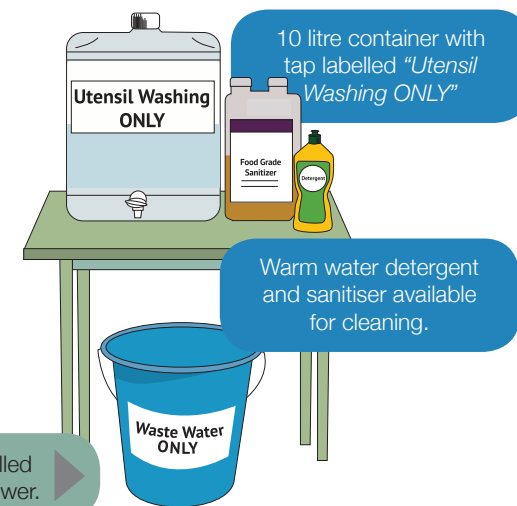 10 litre container with
tap labelled “Utensil
Washing ONLY”
Utensil Washing
ONLY
Food Grade
Sanitizer
Detergent
Warm water detergent
and sanitiser available
for cleaning.
Waste Water
ONLY
wer.